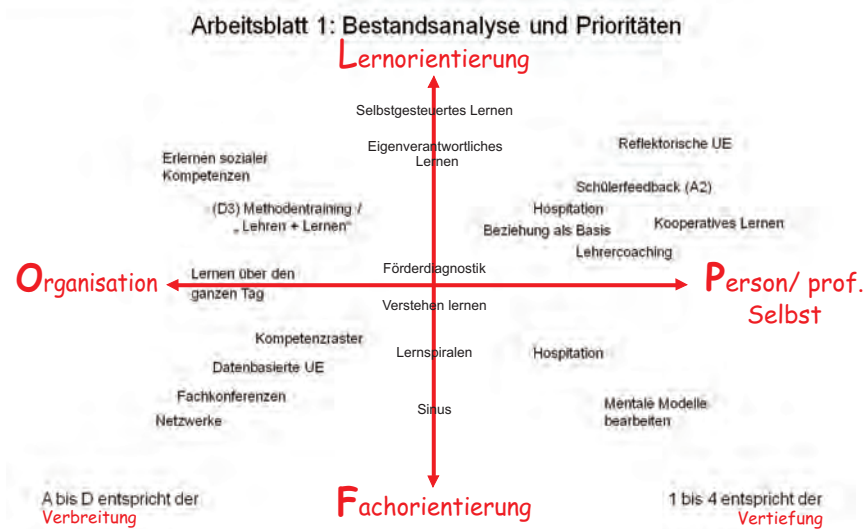 Arbeitsblatt 1: Bestandsanalyse und Prioritäten
Lernorientierung
Selbstgesteuertes Lernen
Eigenverantwortliches
Lernen
Reflektorische UE
Erlernen sozialer
Kompetenzen
Schülerfeedback (A2)
(D3) Methodentraining /
„Lehren + Lernen“
Hospitation
Kooperatives Lernen
Beziehung als Basis
Lehrercoaching
Organisation
Lernen über den
ganzen Tag
Förderdiagnostik
Person/ prof.
Selbst
Verstehen lernen
Kompetenzraster
Lernspiralen
Hospitation
Datenbasierte UE
Fachkonferenzen
Netzwerke
Sinus
Mentale Modelle
bearbeiten
A bis D entspricht der
Verbreitung
Fachorientierung
1 bis 4 entspricht der
Vertiefung